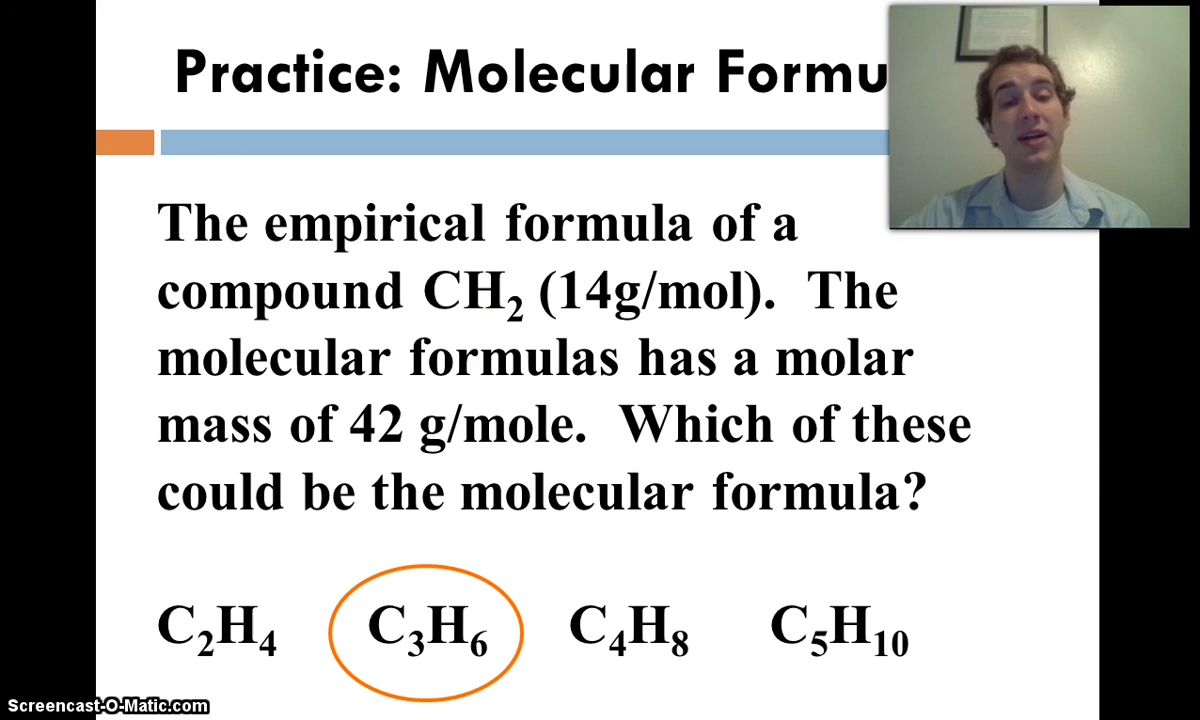 Practice: Molecular Formu
The empirical formula of a
compound CH₂ (14g/mol). The
molecular formulas has a molar
mass of 42 g/mole. Which of these
could be the molecular formula?
C₂H₄ C₃H₆ C₄H₈ C₅H₁₀
Screencast-O-Matic.com